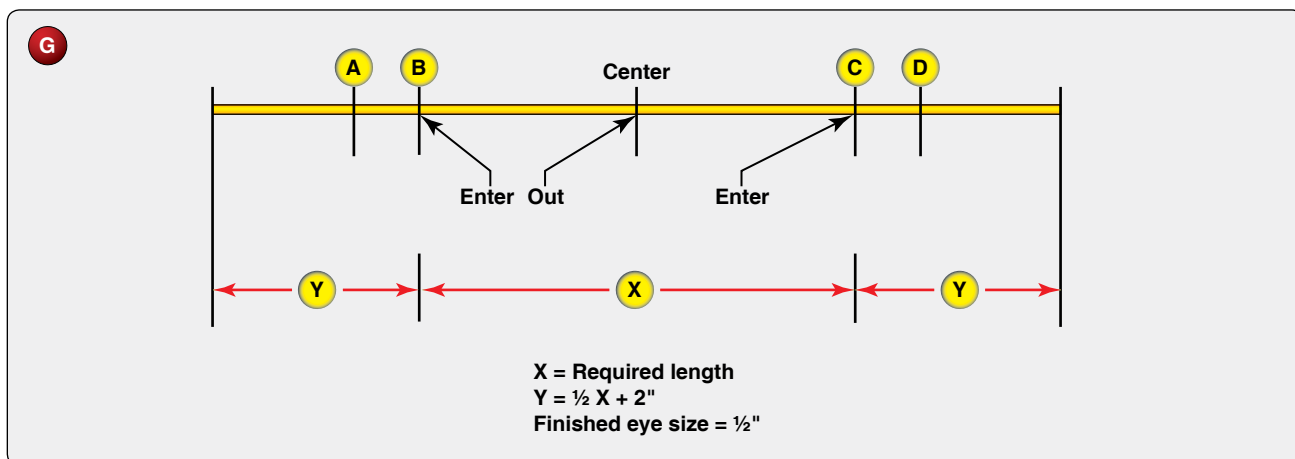 G
A B Center C D
Enter Out Enter
Y X Y
X = Required length
Y = ½ X + 2"
Finished eye size = ½"